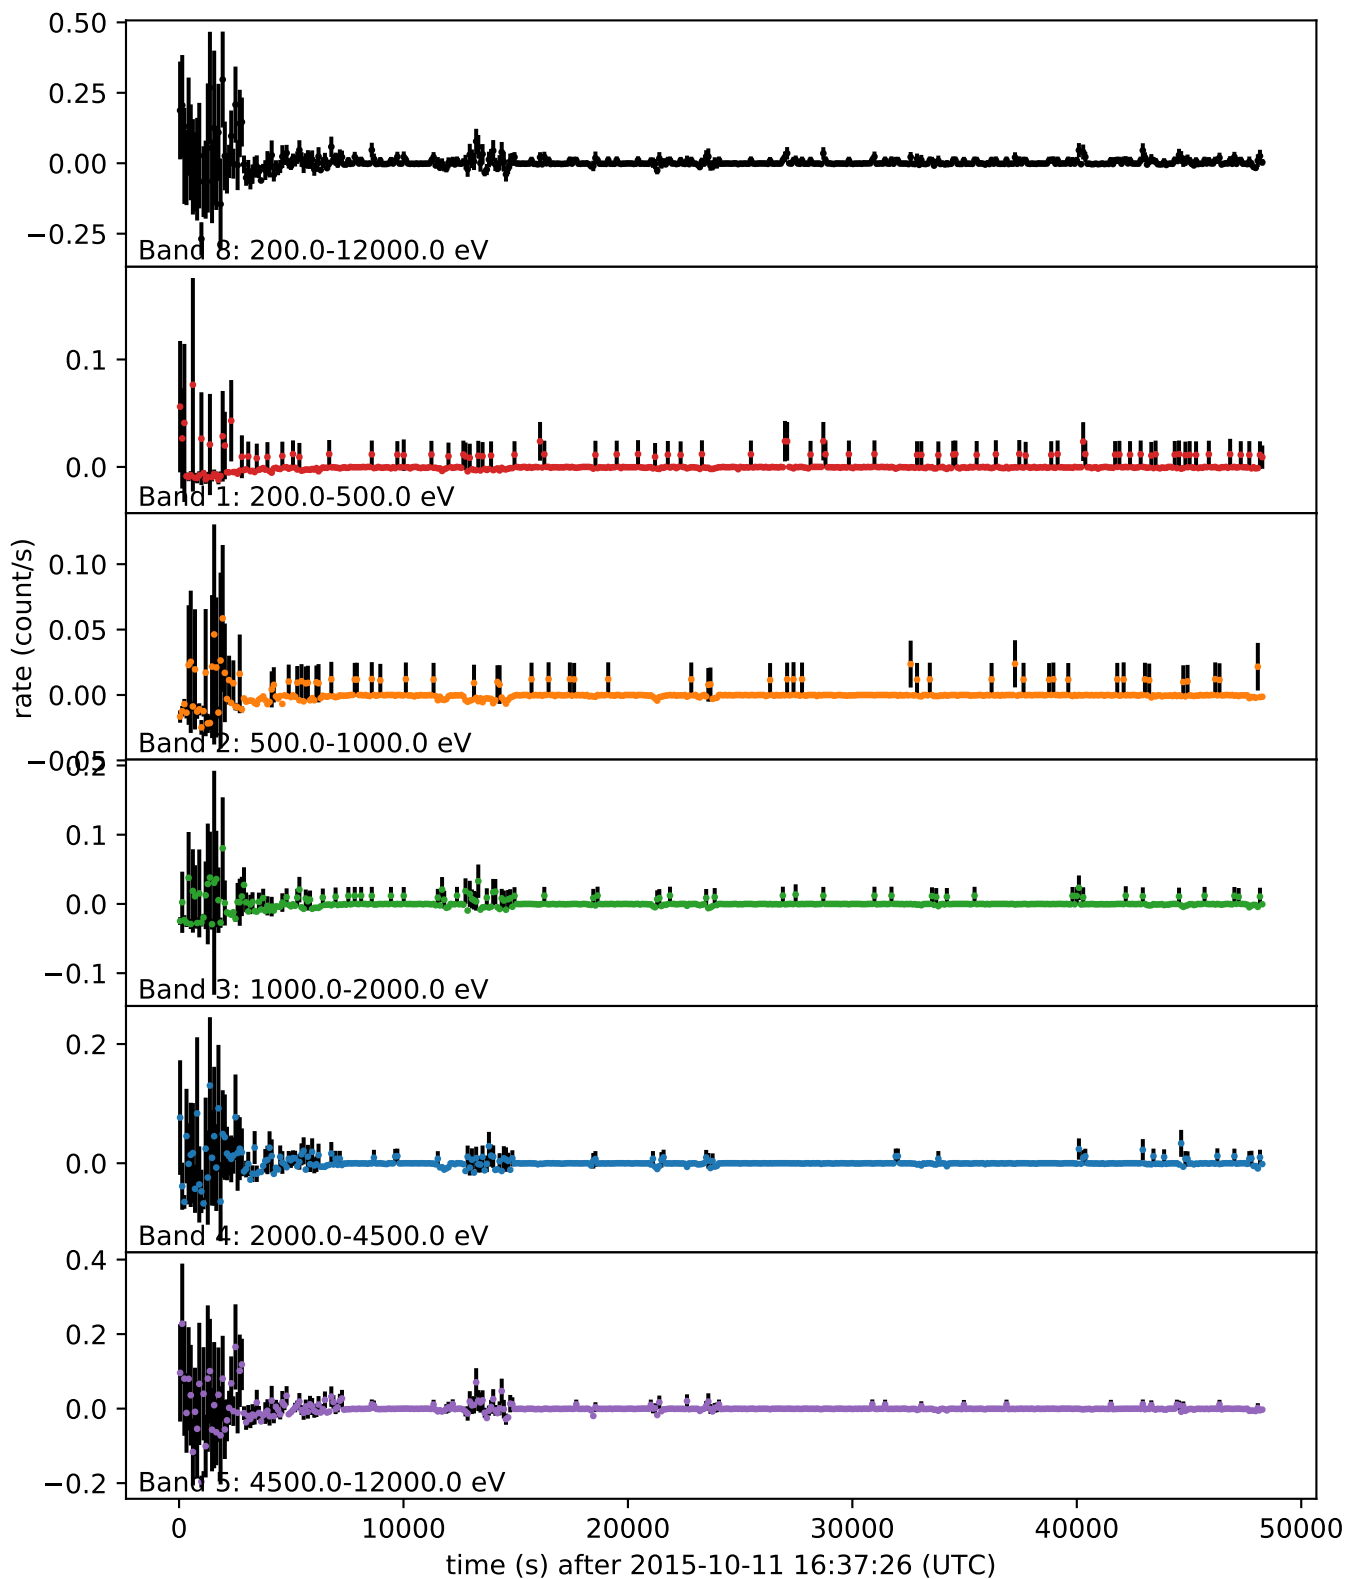 0.50
0.25
0.00
−0.25
Band 8: 200.0-12000.0 eV
0.1
0.0
Band 1: 200.0-500.0 eV
rate (count/s)
0.10
0.05
0.00
−0.05
Band 2: 500.0-1000.0 eV
0.2
0.1
0.0
−0.1
Band 3: 1000.0-2000.0 eV
0.2
0.0
Band 4: 2000.0-4500.0 eV
0.4
0.2
0.0
−0.2
Band 5: 4500.0-12000.0 eV
0 10000 20000 30000 40000 50000
time (s) after 2015-10-11 16:37:26 (UTC)